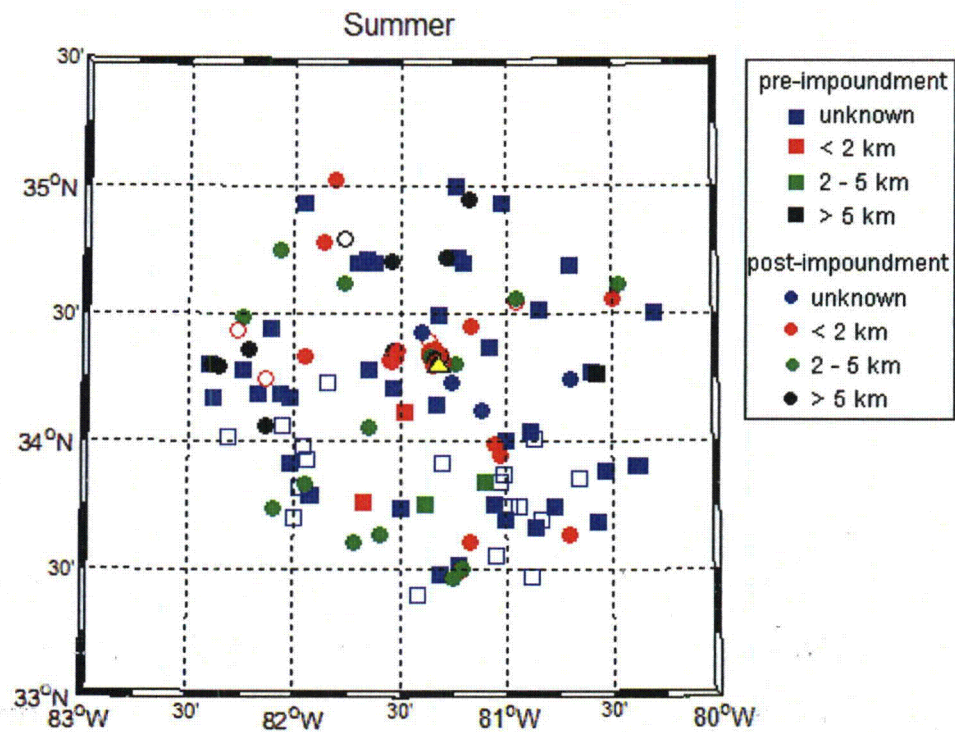 Summer
30'
35°N
30'
34°N
30'
33°N
83°W 30' 82°W 30' 81°W 30' 80°W
pre-impoundment
unknown
< 2 km
2 - 5 km
> 5 km
post-impoundment
unknown
< 2 km
2 - 5 km
> 5 km